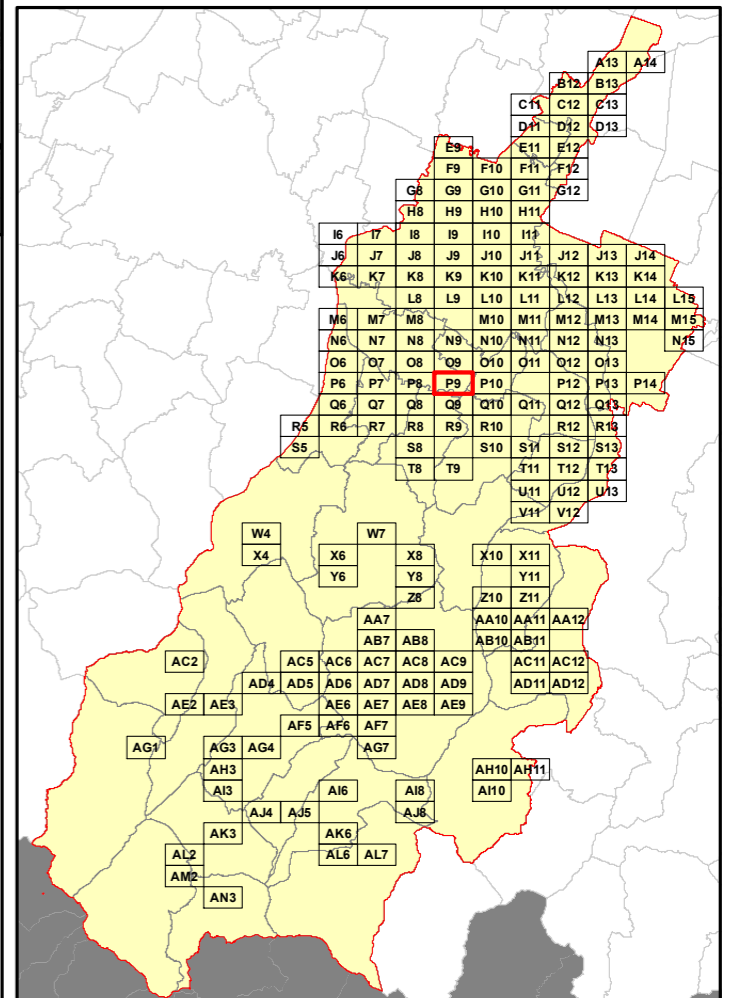 A13 A14
B12 B13
C11 C12 C13
D11 D12 D13
E9 E11 E12
F9 F10 F11 F12
G8 G9 G10 G11 G12
H8 H9 H10 H11
I6 I7 I8 I9 I10 I11
J6 J7 J8 J9 J10 J11 J12 J13 J14
K6 K7 K8 K9 K10 K11 K12 K13 K14
L8 L9 L10 L11 L12 L13 L14 L15
M6 M7 M8 M10 M11 M12 M13 M14 M15
N6 N7 N8 N9 N10 N11 N12 N13 N15
O6 O7 O8 O9 O10 O11 O12 O13
P6 P7 P8 P9 P10 P12 P13 P14
Q6 Q7 Q8 Q9 Q10 Q11 Q12 Q13
R5 R6 R7 R8 R9 R10 R12 R13
S5 S8 S10 S11 S12 S13
T8 T9 T11 T12 T13
U11 U12 U13
V11 V12
W4 W7
X4 X6 X8 X10 X11
Y6 Y8 Y11
Z8 Z10 Z11
AA7 AA10 AA11 AA12
AB7 AB8 AB10 AB11
AC2 AC5 AC6 AC7 AC8 AC9 AC11 AC12
AD4 AD5 AD6 AD7 AD8 AD9 AD11 AD12
AE2 AE3 AE6 AE7 AE8 AE9
AF5 AF6 AF7
AG1 AG3 AG4 AG7
AH3 AH10 AH11
AI3 AI6 AI8 AI10
AJ4 AJ5 AJ8
AK3 AK6
AL2 AL6 AL7
AM2
AN3